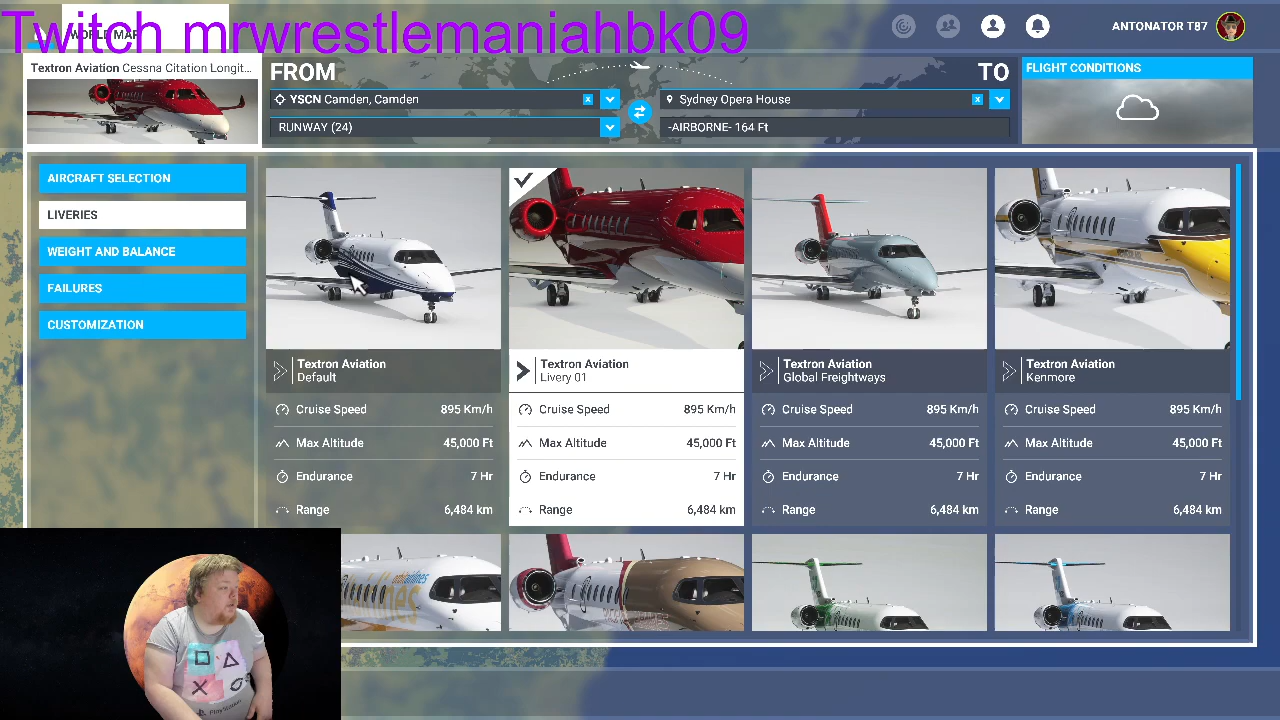 Twitch mrwrestlemaniahbk09
WORLD MAP
ANTONATOR T87
Textron Aviation Cessna Citation Longit...
FROM
TO
YSCN Camden, Camden
RUNWAY (24)
Sydney Opera House
-AIRBORNE- 164 Ft
FLIGHT CONDITIONS
AIRCRAFT SELECTION
LIVERIES
WEIGHT AND BALANCE
FAILURES
CUSTOMIZATION
Textron Aviation
Default
Cruise Speed 895 Km/h
Max Altitude 45,000 Ft
Endurance 7 Hr
Range 6,484 km
Textron Aviation
Livery 01
Cruise Speed 895 Km/h
Max Altitude 45,000 Ft
Endurance 7 Hr
Range 6,484 km
Textron Aviation
Global Freightways
Cruise Speed 895 Km/h
Max Altitude 45,000 Ft
Endurance 7 Hr
Range 6,484 km
Textron Aviation
Kenmore
Cruise Speed 895 Km/h
Max Altitude 45,000 Ft
Endurance 7 Hr
Range 6,484 km
PlayStation